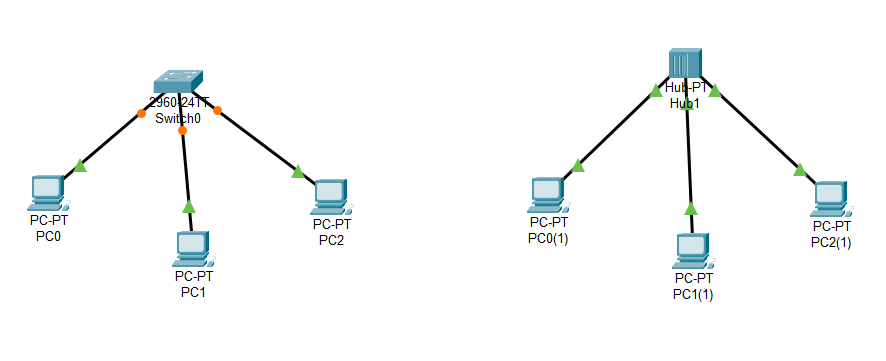 2960-24TT
Switch0
PC-PT
PC0
PC-PT
PC1
PC-PT
PC2
Hub-PT
Hub1
PC-PT
PC0(1)
PC-PT
PC1(1)
PC-PT
PC2(1)